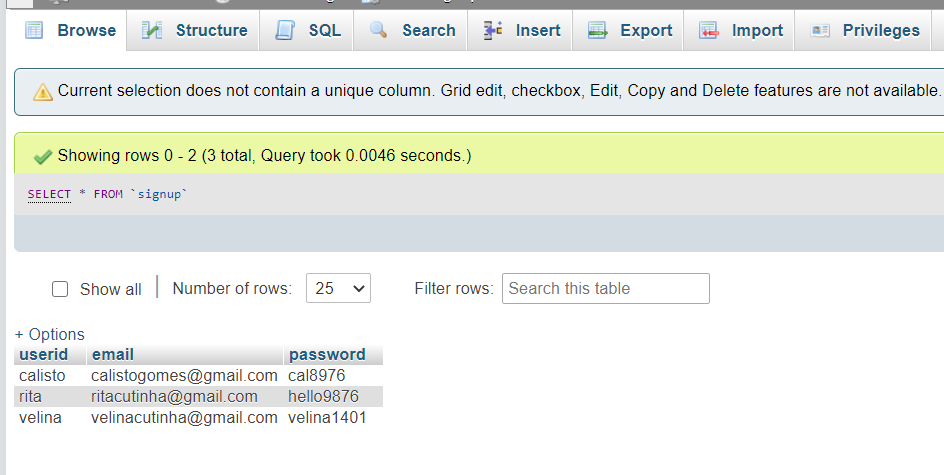 Browse Structure SQL Search Insert Export Import Privileges
Current selection does not contain a unique column. Grid edit, checkbox, Edit, Copy and Delete features are not available.
Showing rows 0 - 2 (3 total, Query took 0.0046 seconds.)
SELECT * FROM `signup`
Show all Number of rows: 25 Filter rows: Search this table
+ Options
userid email password
calisto calistogomes@gmail.com cal8976
rita ritacutinha@gmail.com hello9876
velina velinacutinha@gmail.com velina1401